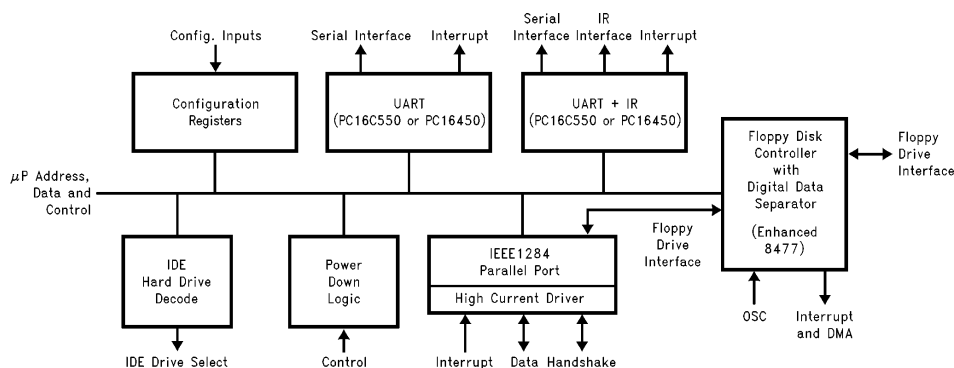 Config. Inputs
Serial Interface
Interrupt
Serial
Interface
IR
Interface
Interrupt
Configuration
Registers
UART
(PC16C550 or PC16450)
UART + IR
(PC16C550 or PC16450)
Floppy Disk
Controller
with
Digital Data
Separator
(Enhanced
8477)
Floppy
Drive
Interface
μP Address,
Data and
Control
IDE
Hard Drive
Decode
Power
Down
Logic
IEEE1284
Parallel Port
High Current Driver
Floppy
Drive
Interface
IDE Drive Select
Control
Interrupt
Data
Handshake
OSC
Interrupt
and DMA